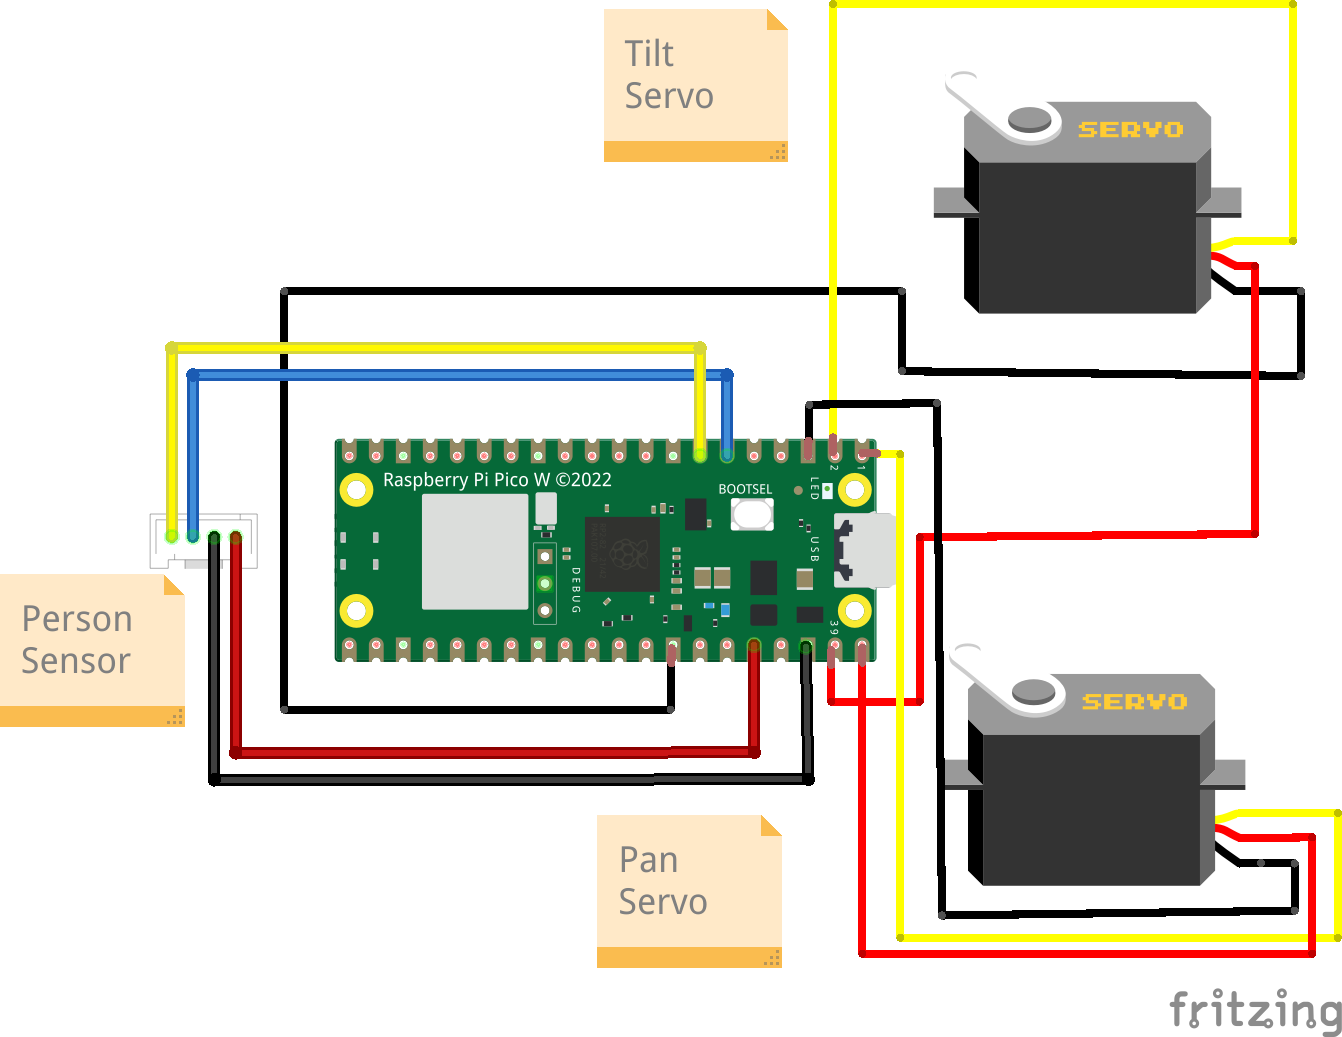 Tilt
Servo
SERVO
Raspberry Pi Pico W ©2022
BOOTSEL
2
1
LED
USB
DEBUG
39
Person
Sensor
SERVO
Pan
Servo
fritzing